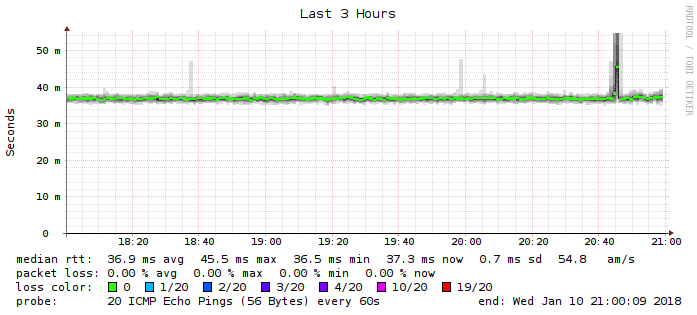 Last 3 Hours
RRDTOOL / TOBI OETIKER
Seconds
50 m
40 m
30 m
20 m
10 m
0
18:20 18:40 19:00 19:20 19:40 20:00 20:20 20:40 21:00
median rtt: 36.9 ms avg 45.5 ms max 36.5 ms min 37.3 ms now 0.7 ms sd 54.8 am/s
packet loss: 0.00 % avg 0.00 % max 0.00 % min 0.00 % now
loss color: 0 1/20 2/20 3/20 4/20 10/20 19/20
probe: 20 ICMP Echo Pings (56 Bytes) every 60s end: Wed Jan 10 21:00:09 2018